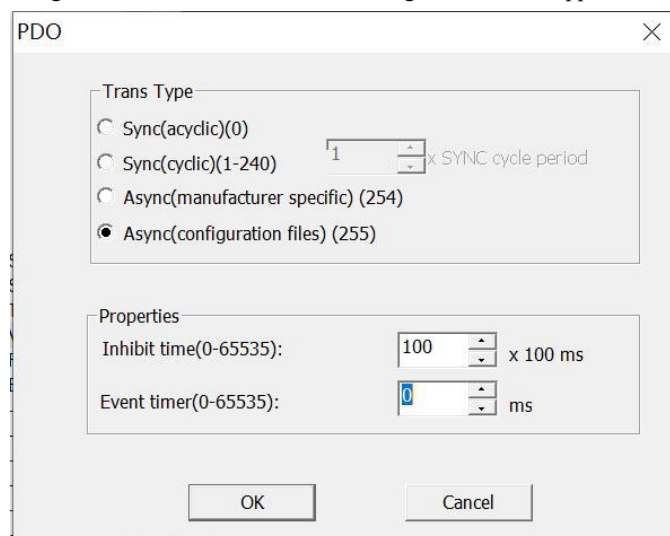 PDO
Trans Type
Sync(acyclic)(0)
Sync(cyclic)(1-240) 1 x SYNC cycle period
Async(manufacturer specific) (254)
Async(configuration files) (255)
Properties
Inhibit time(0-65535): 100 x 100 ms
Event timer(0-65535): 0 ms
OK Cancel